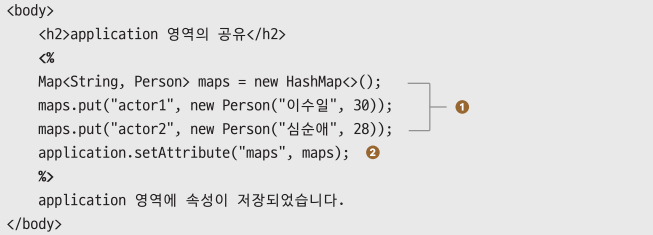 <body>
<h2>application 영역의 공유</h2>
<%
Map<String, Person> maps = new HashMap<>();
maps.put("actor1", new Person("이수일", 30)); ❶
maps.put("actor2", new Person("심순애", 28));
application.setAttribute("maps", maps); ❷
%>
application 영역에 속성이 저장되었습니다.
</body>